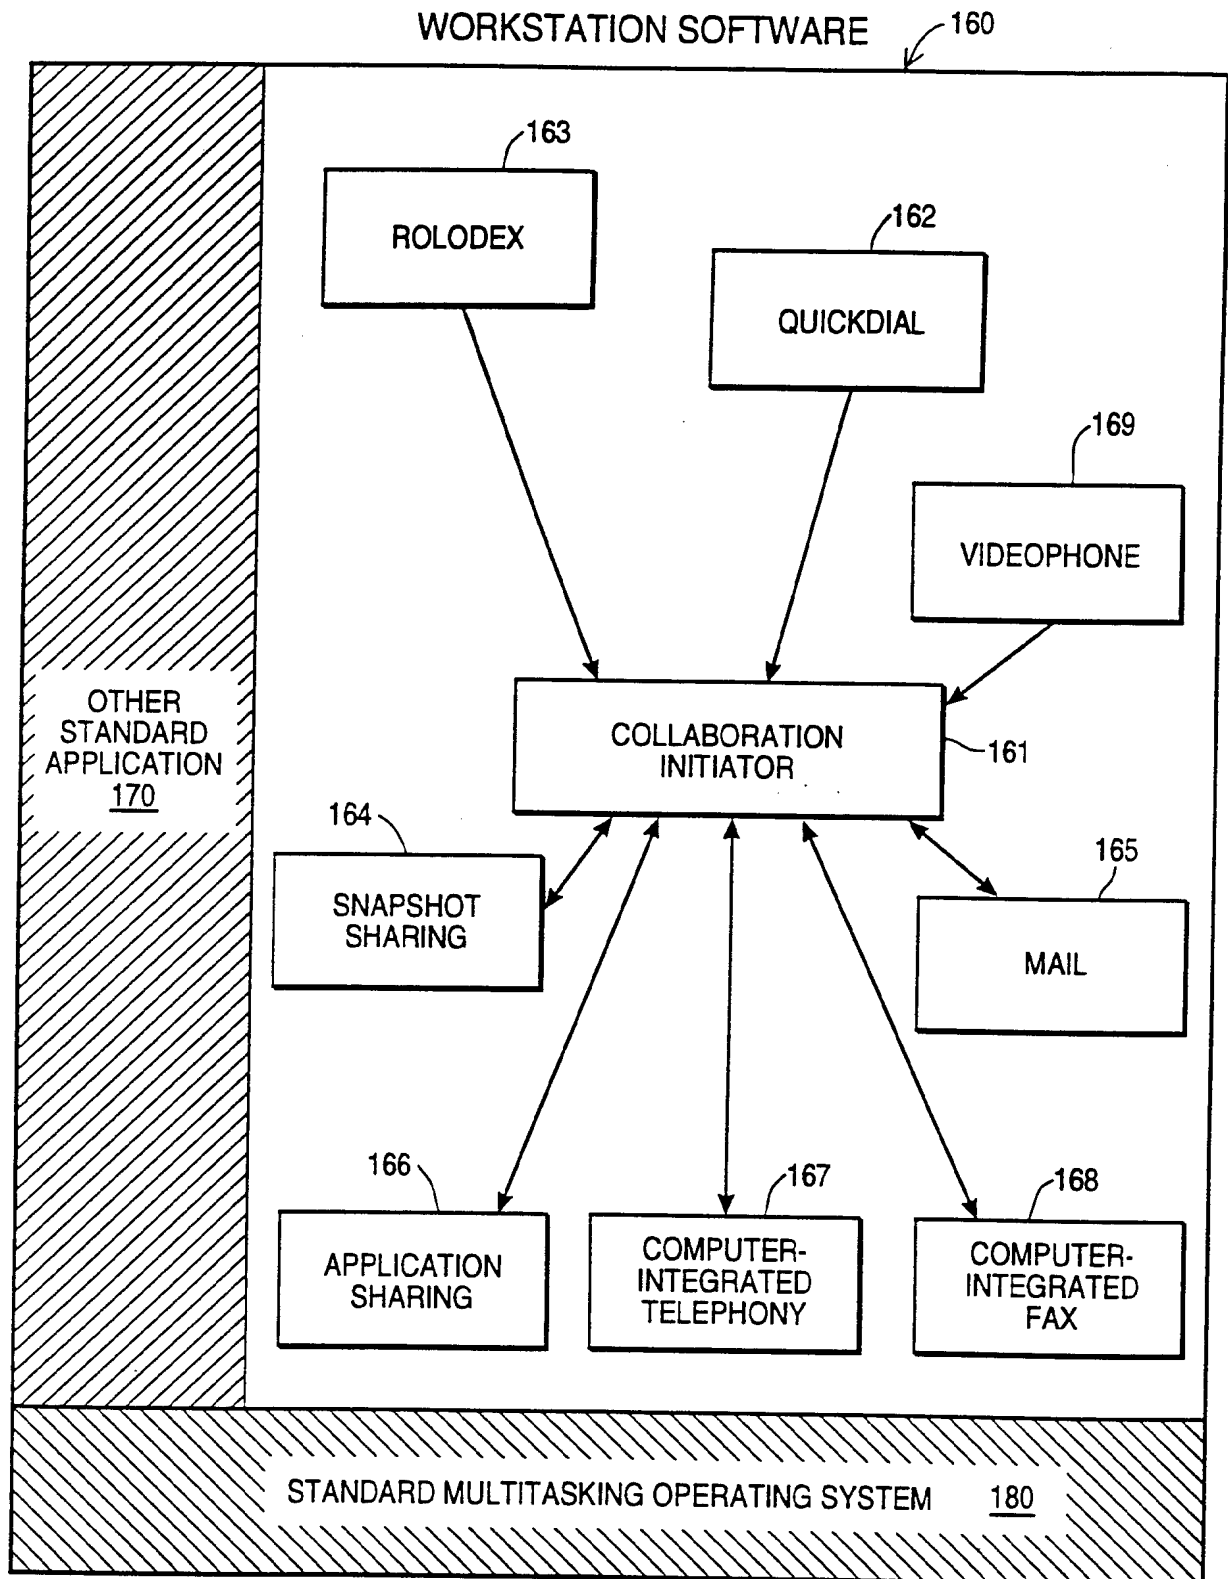 WORKSTATION SOFTWARE
160
163
ROLODEX
162
QUICKDIAL
169
VIDEOPHONE
OTHER
STANDARD
APPLICATION
170
COLLABORATION
INITIATOR
161
164
SNAPSHOT
SHARING
165
MAIL
166
APPLICATION
SHARING
167
COMPUTER-
INTEGRATED
TELEPHONY
168
COMPUTER-
INTEGRATED
FAX
STANDARD MULTITASKING OPERATING SYSTEM 180